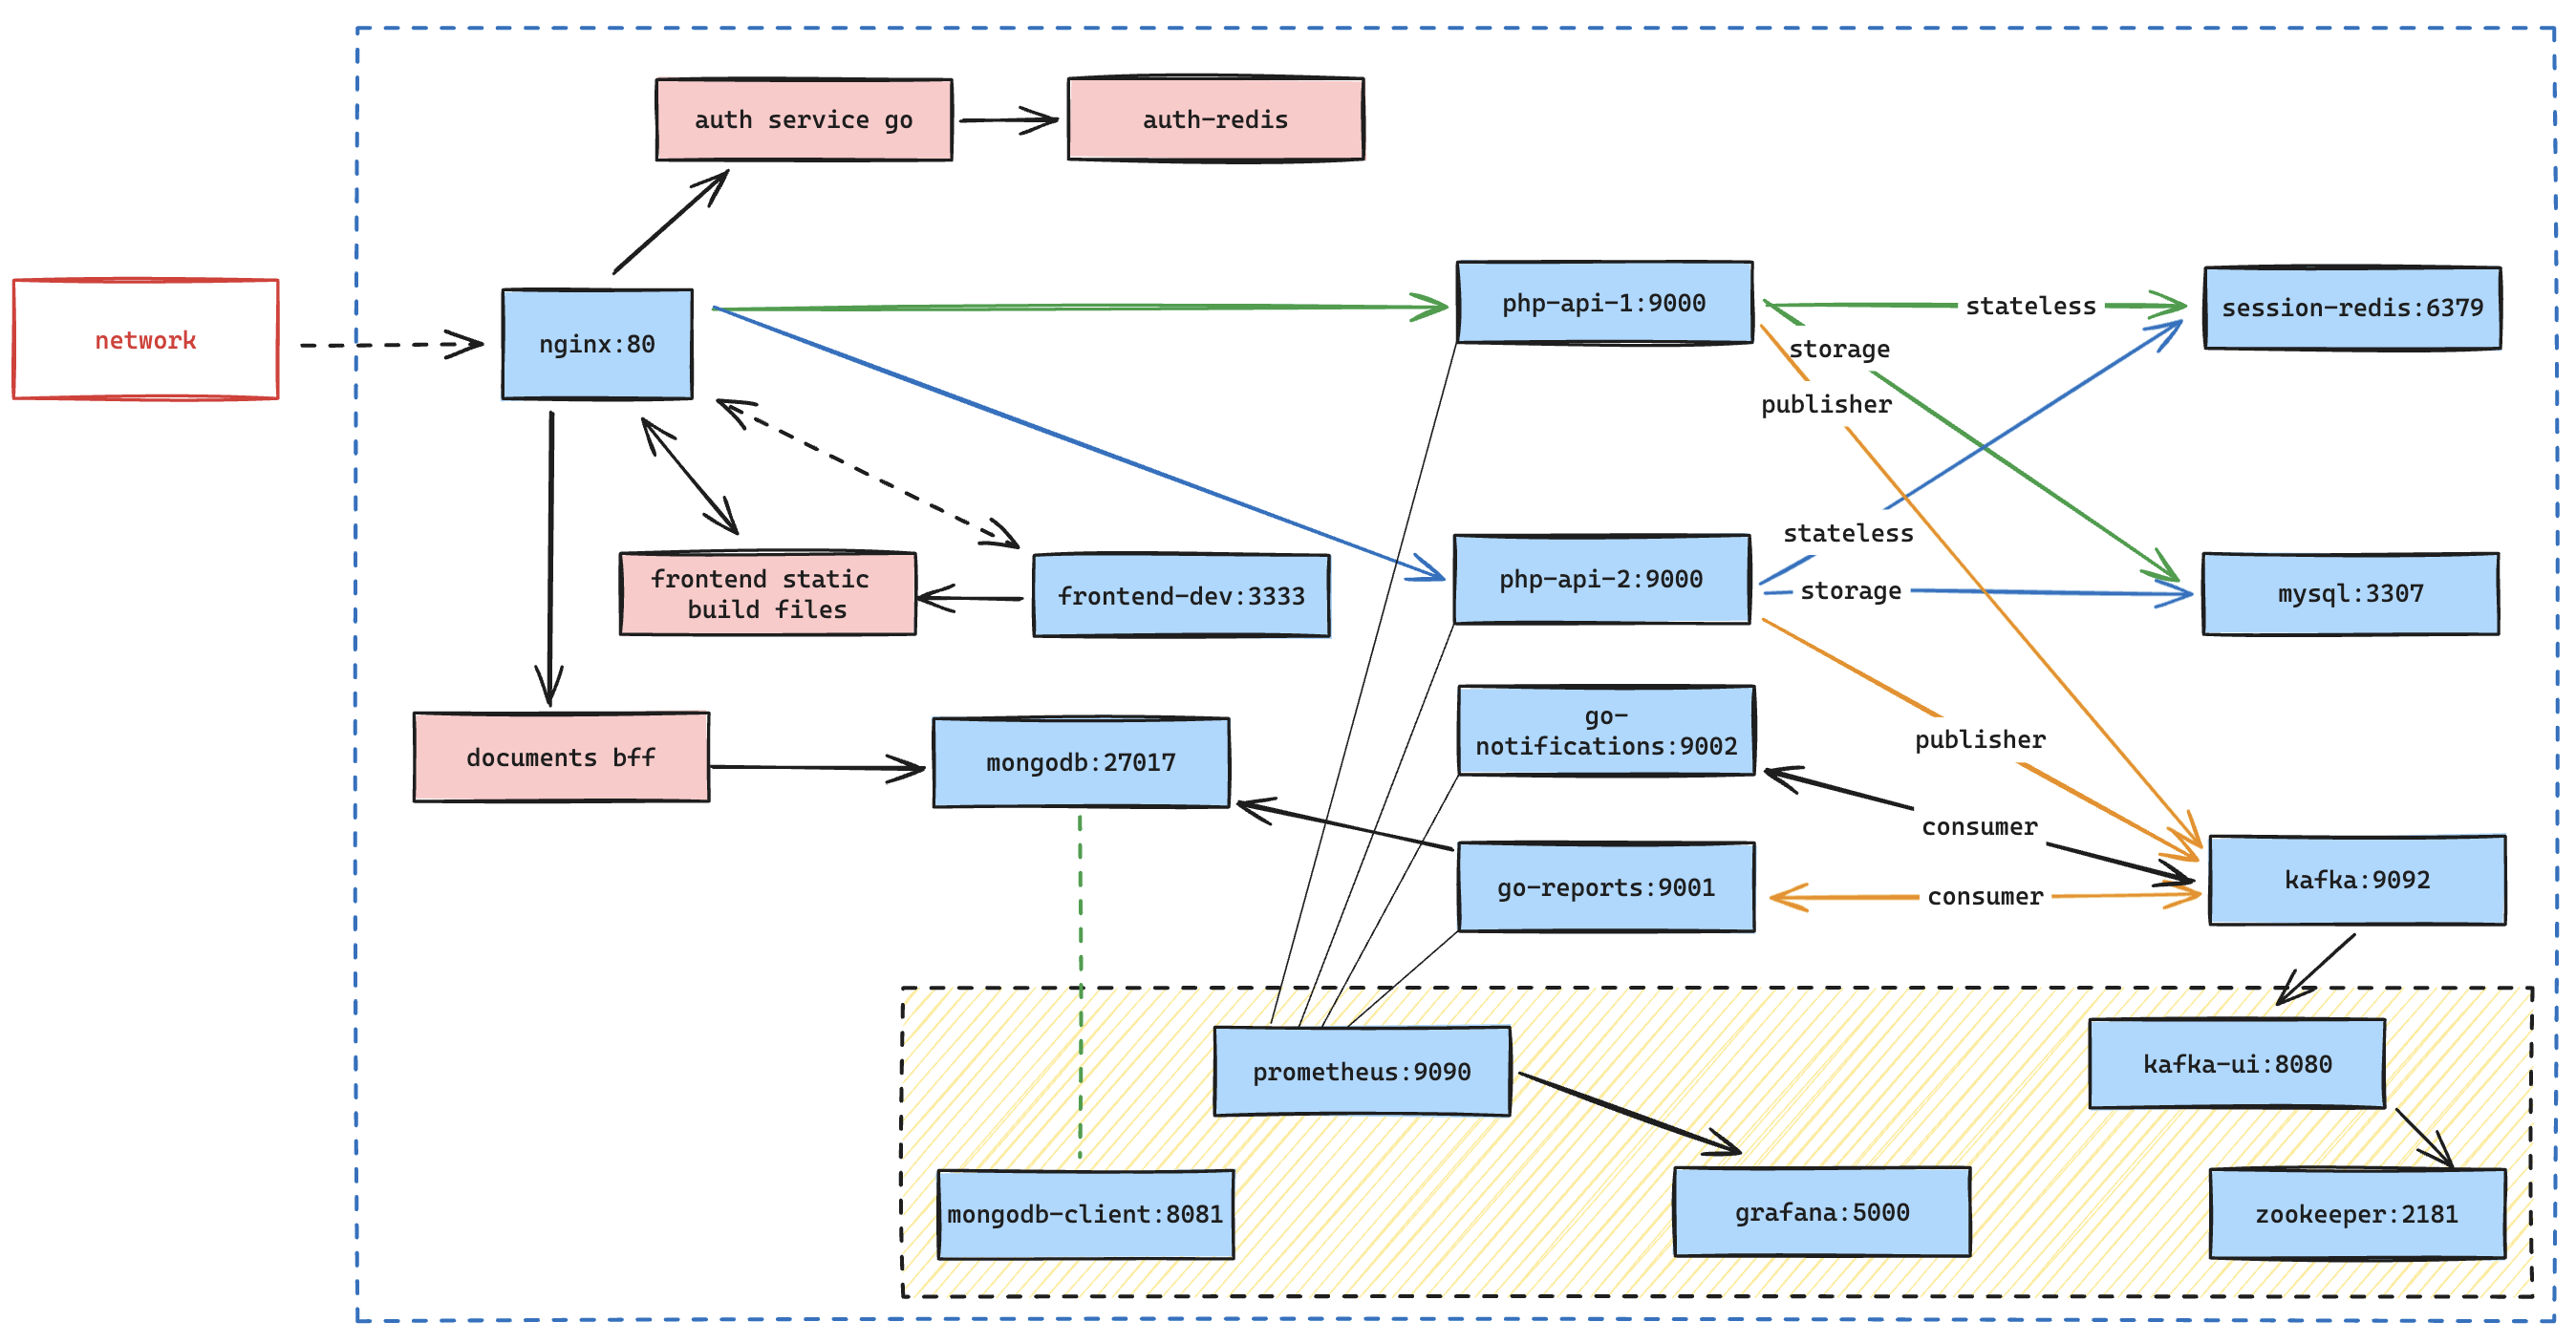 auth service go
auth-redis
network
nginx:80
php-api-1:9000
stateless
session-redis:6379
storage
publisher
stateless
frontend static
build files
frontend-dev:3333
php-api-2:9000
storage
mysql:3307
go-
notifications:9002
publisher
documents bff
mongodb:27017
consumer
go-reports:9001
consumer
kafka:9092
prometheus:9090
kafka-ui:8080
mongodb-client:8081
grafana:5000
zookeeper:2181